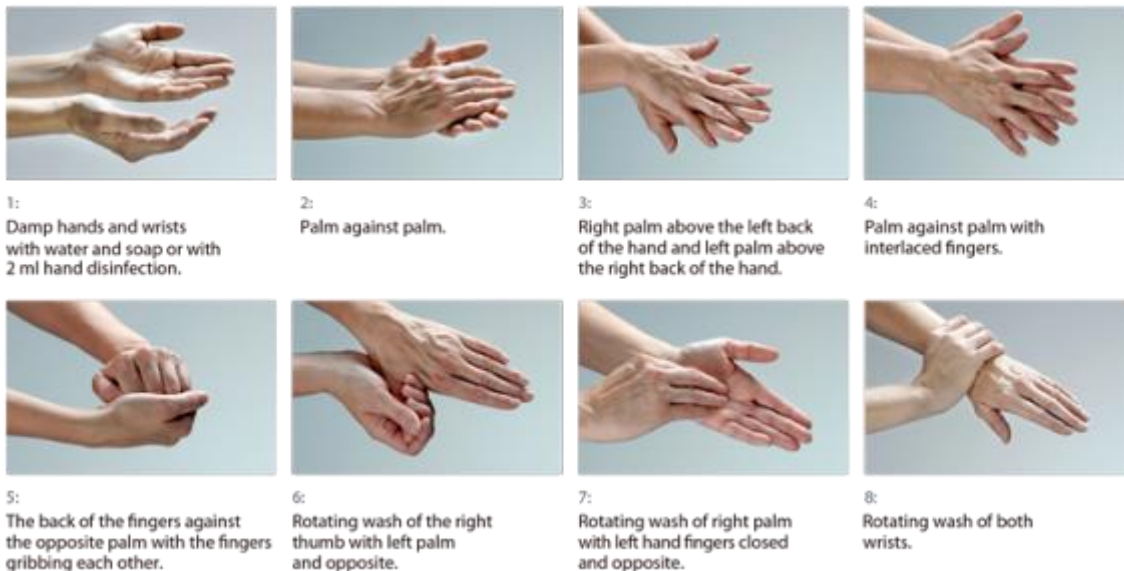 1:
Damp hands and wrists
with water and soap or with
2 ml hand disinfection.
2:
Palm against palm.
3:
Right palm above the left back
of the hand and left palm above
the right back of the hand.
4:
Palm against palm with
interlaced fingers.
5:
The back of the fingers against
the opposite palm with the fingers
gribbing each other.
6:
Rotating wash of the right
thumb with left palm
and opposite.
7:
Rotating wash of right palm
with left hand fingers closed
and opposite.
8:
Rotating wash of both
wrists.